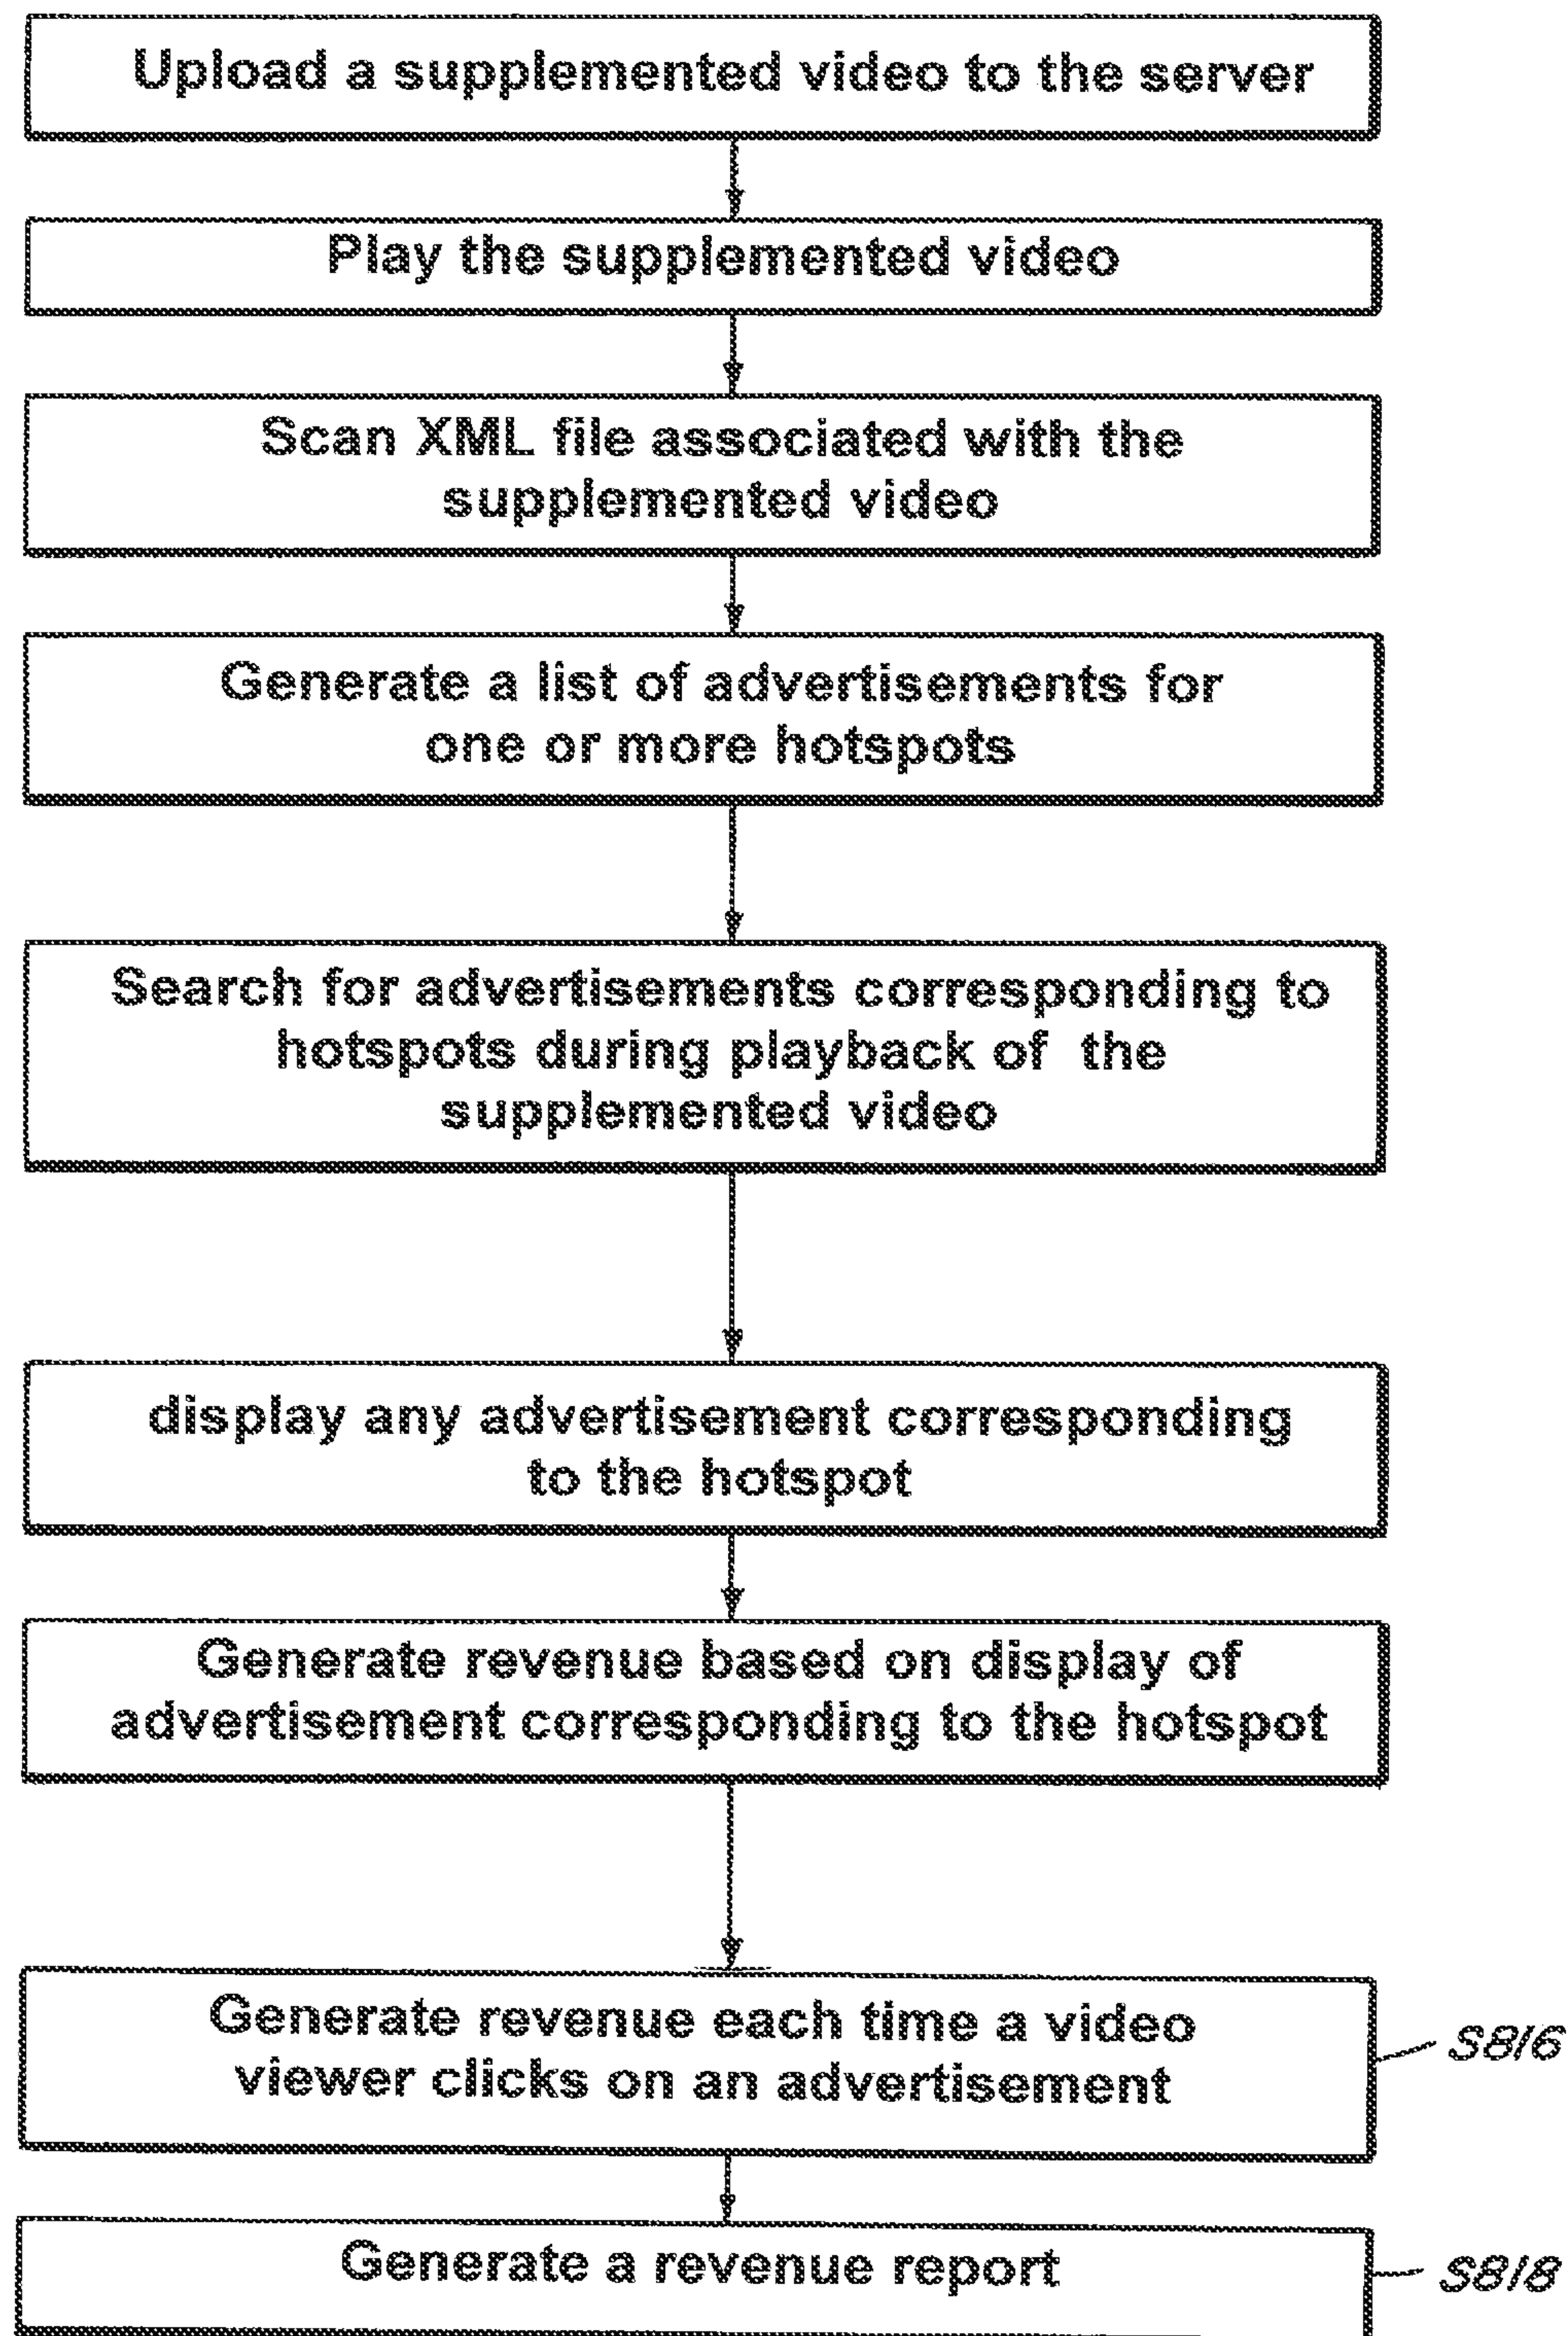 Upload a supplemented video to the server
Play the supplemented video
Scan XML file associated with the
supplemented video
Generate a list of advertisements for
one or more hotspots
Search for advertisements corresponding to
hotspots during playback of the
supplemented video
display any advertisement corresponding
to the hotspot
Generate revenue based on display of
advertisement corresponding to the hotspot
Generate revenue each time a video
viewer clicks on an advertisement
S816
Generate a revenue report
S818